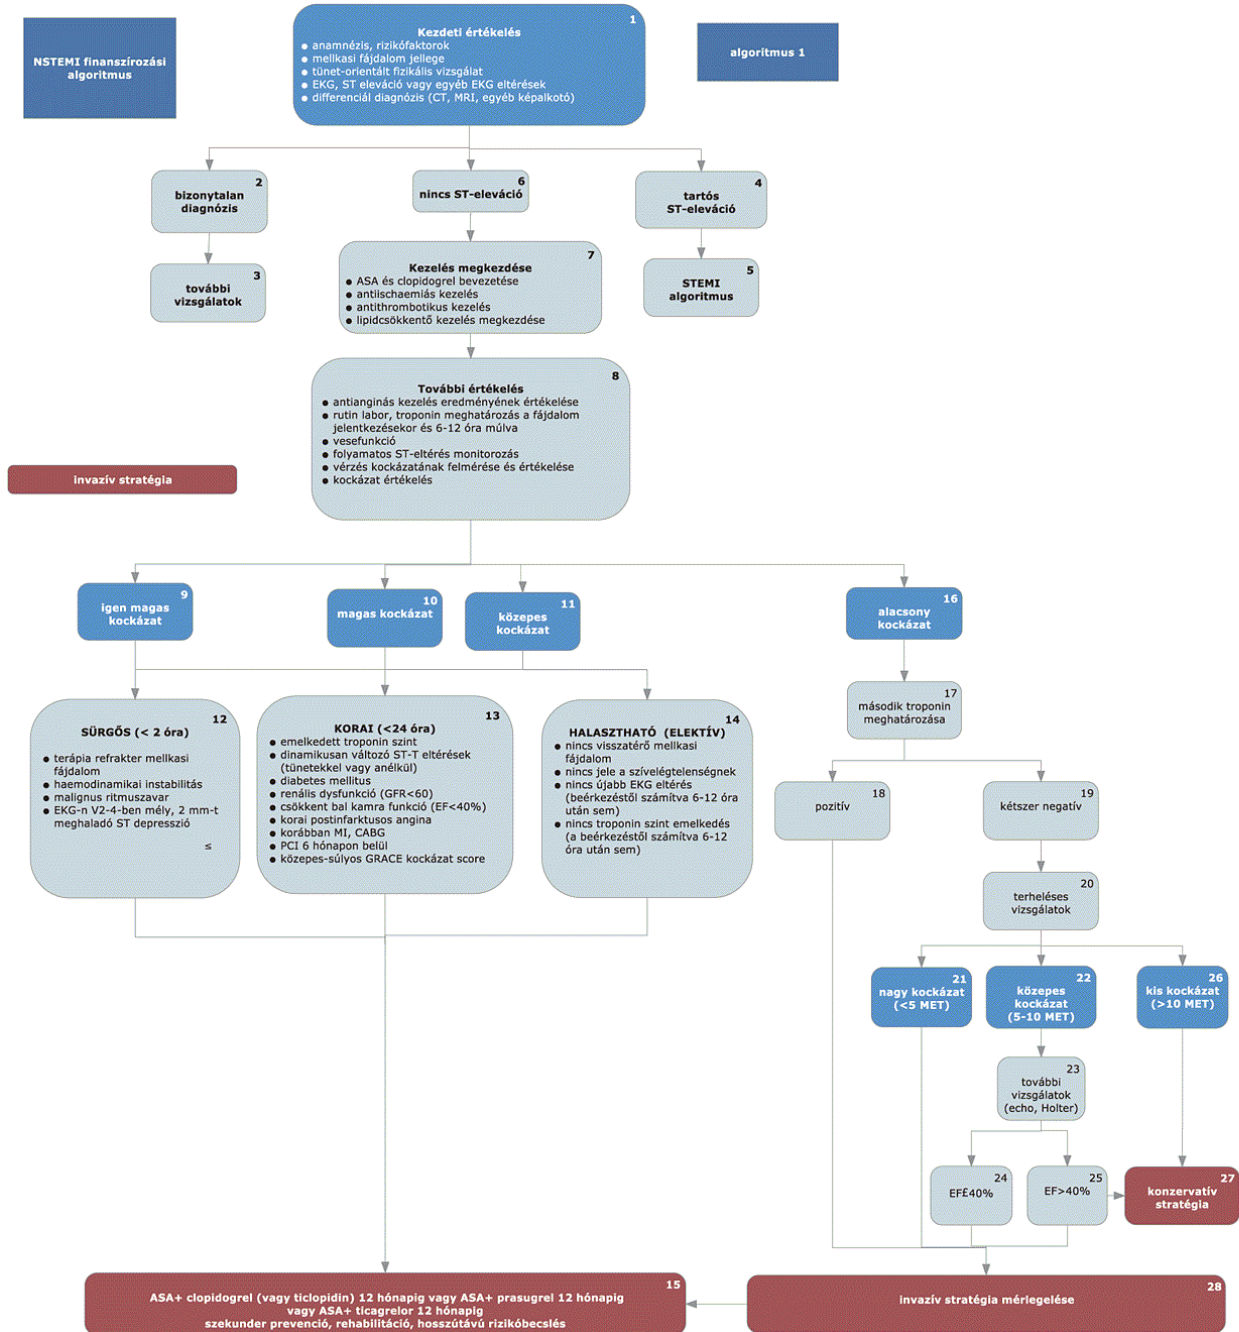 NSTEMI finanszírozási
algoritmus
1
Kezdeti értékelés
● anamnézis, rizikófaktorok
● mellkasi fájdalom jellege
● tünet-orientált fizikális vizsgálat
● EKG, ST eleváció vagy egyéb EKG eltérések
● differenciál diagnózis (CT, MRI, egyéb képalkotó)
algoritmus 1
2
bizonytalan
diagnózis
6
nincs ST-eleváció
4
tartós
ST-eleváció
3
további
vizsgálatok
7
Kezelés megkezdése
● ASA és clopidogrel bevezetése
● antiischaemiás kezelés
● antithrombotikus kezelés
● lipidcsökkentő kezelés megkezdése
5
STEMI
algoritmus
8
További értékelés
● antianginás kezelés eredményének értékelése
● rutin labor, troponin meghatározás a fájdalom
jelentkezésekor és 6-12 óra múlva
● vesefunkció
● folyamatos ST-eltérés monitorozás
● vérzés kockázatának felmérése és értékelése
● kockázat értékelés
invazív stratégia
9
igen magas
kockázat
10
magas kockázat
11
közepes
kockázat
16
alacsony
kockázat
17
második troponin
meghatározása
12
SÜRGŐS (< 2 óra)
● terápia refrakter mellkasi
fájdalom
● haemodinamikai instabilitás
● malignus ritmuszavar
● EKG-n V2-4-ben mély, 2 mm-t
meghaladó ST depresszió
≤
13
KORAI (<24 óra)
● emelkedett troponin szint
● dinamikusan változó ST-T eltérések
(tünetekkel vagy anélkül)
● diabetes mellitus
● renális dysfunkció (GFR<60)
● csökkent bal kamra funkció (EF<40%)
● korai postinfarktusos angina
● korábban MI, CABG
● PCI 6 hónapon belül
● közepes-súlyos GRACE kockázat score
14
HALASZTHATÓ (ELEKTÍV)
● nincs visszatérő mellkasi
fájdalom
● nincs jele a szívelégtelenségnek
● nincs újabb EKG eltérés
(beérkezéstől számítva 6-12 óra
után sem)
● nincs troponin szint emelkedés
(a beérkezéstől számítva 6-12
óra után sem)
18
pozitív
19
kétszer negatív
20
terheléses
vizsgálatok
21
nagy kockázat
(<5 MET)
22
közepes
kockázat
(5-10 MET)
26
kis kockázat
(>10 MET)
23
további
vizsgálatok
(echo, Holter)
24
EF£40%
25
EF>40%
27
konzervatív
stratégia
15
ASA+ clopidogrel (vagy ticlopidin) 12 hónapig vagy ASA+ prasugrel 12 hónapig
vagy ASA+ ticagrelor 12 hónapig
szekunder prevenció, rehabilitáció, hosszútávú rizikóbecslés
28
invazív stratégia mérlegelése